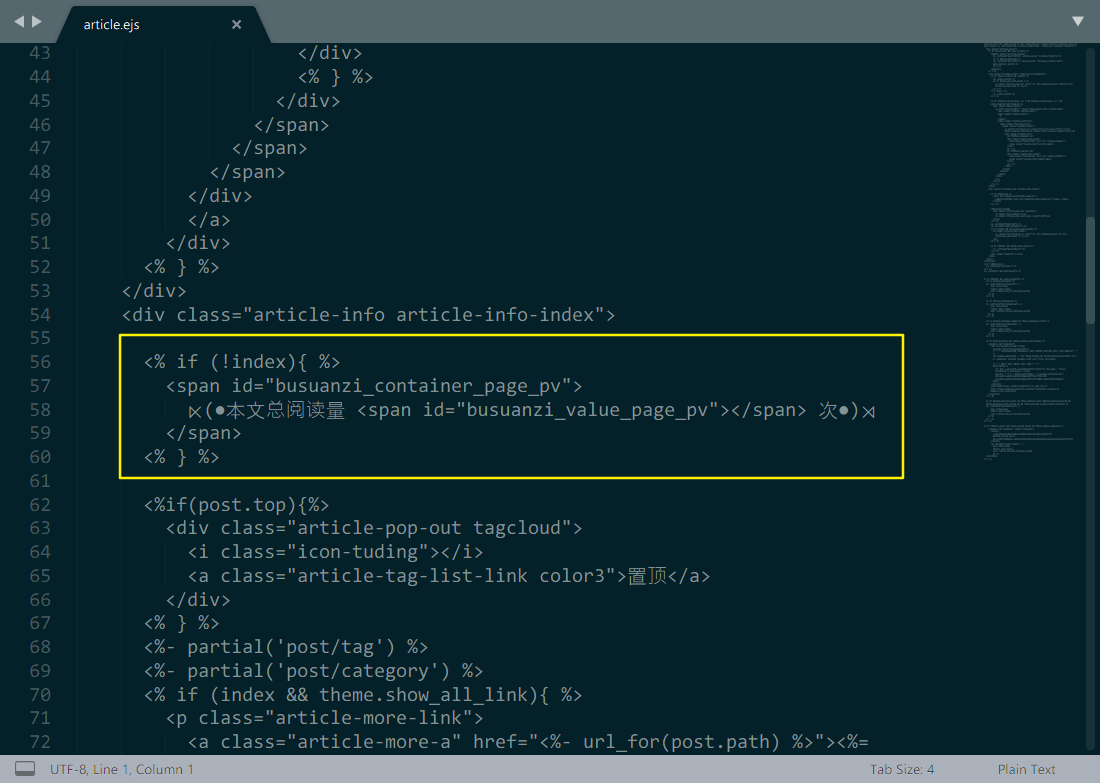 article.ejs ×
43 </div>
44 <% } %>
45 </div>
46 </span>
47 </span>
48 </span>
49 </div>
50 </a>
51 </div>
52 <% } %>
53 </div>
54 <div class="article-info article-info-index">
55
56 <% if (!index){ %>
57 <span id="busuanzi_container_page_pv">
58 ⋉(●本文总阅读量 <span id="busuanzi_value_page_pv"></span> 次●)⋊
59 </span>
60 <% } %>
61
62 <%if(post.top){%>
63 <div class="article-pop-out tagcloud">
64 <i class="icon-tuding"></i>
65 <a class="article-tag-list-link color3">置顶</a>
66 </div>
67 <% } %>
68 <%- partial('post/tag') %>
69 <%- partial('post/category') %>
70 <% if (index && theme.show_all_link){ %>
71 <p class="article-more-link">
72 <a class="article-more-a" href="<%- url_for(post.path) %>"><%=
UTF-8, Line 1, Column 1 Tab Size: 4 Plain Text